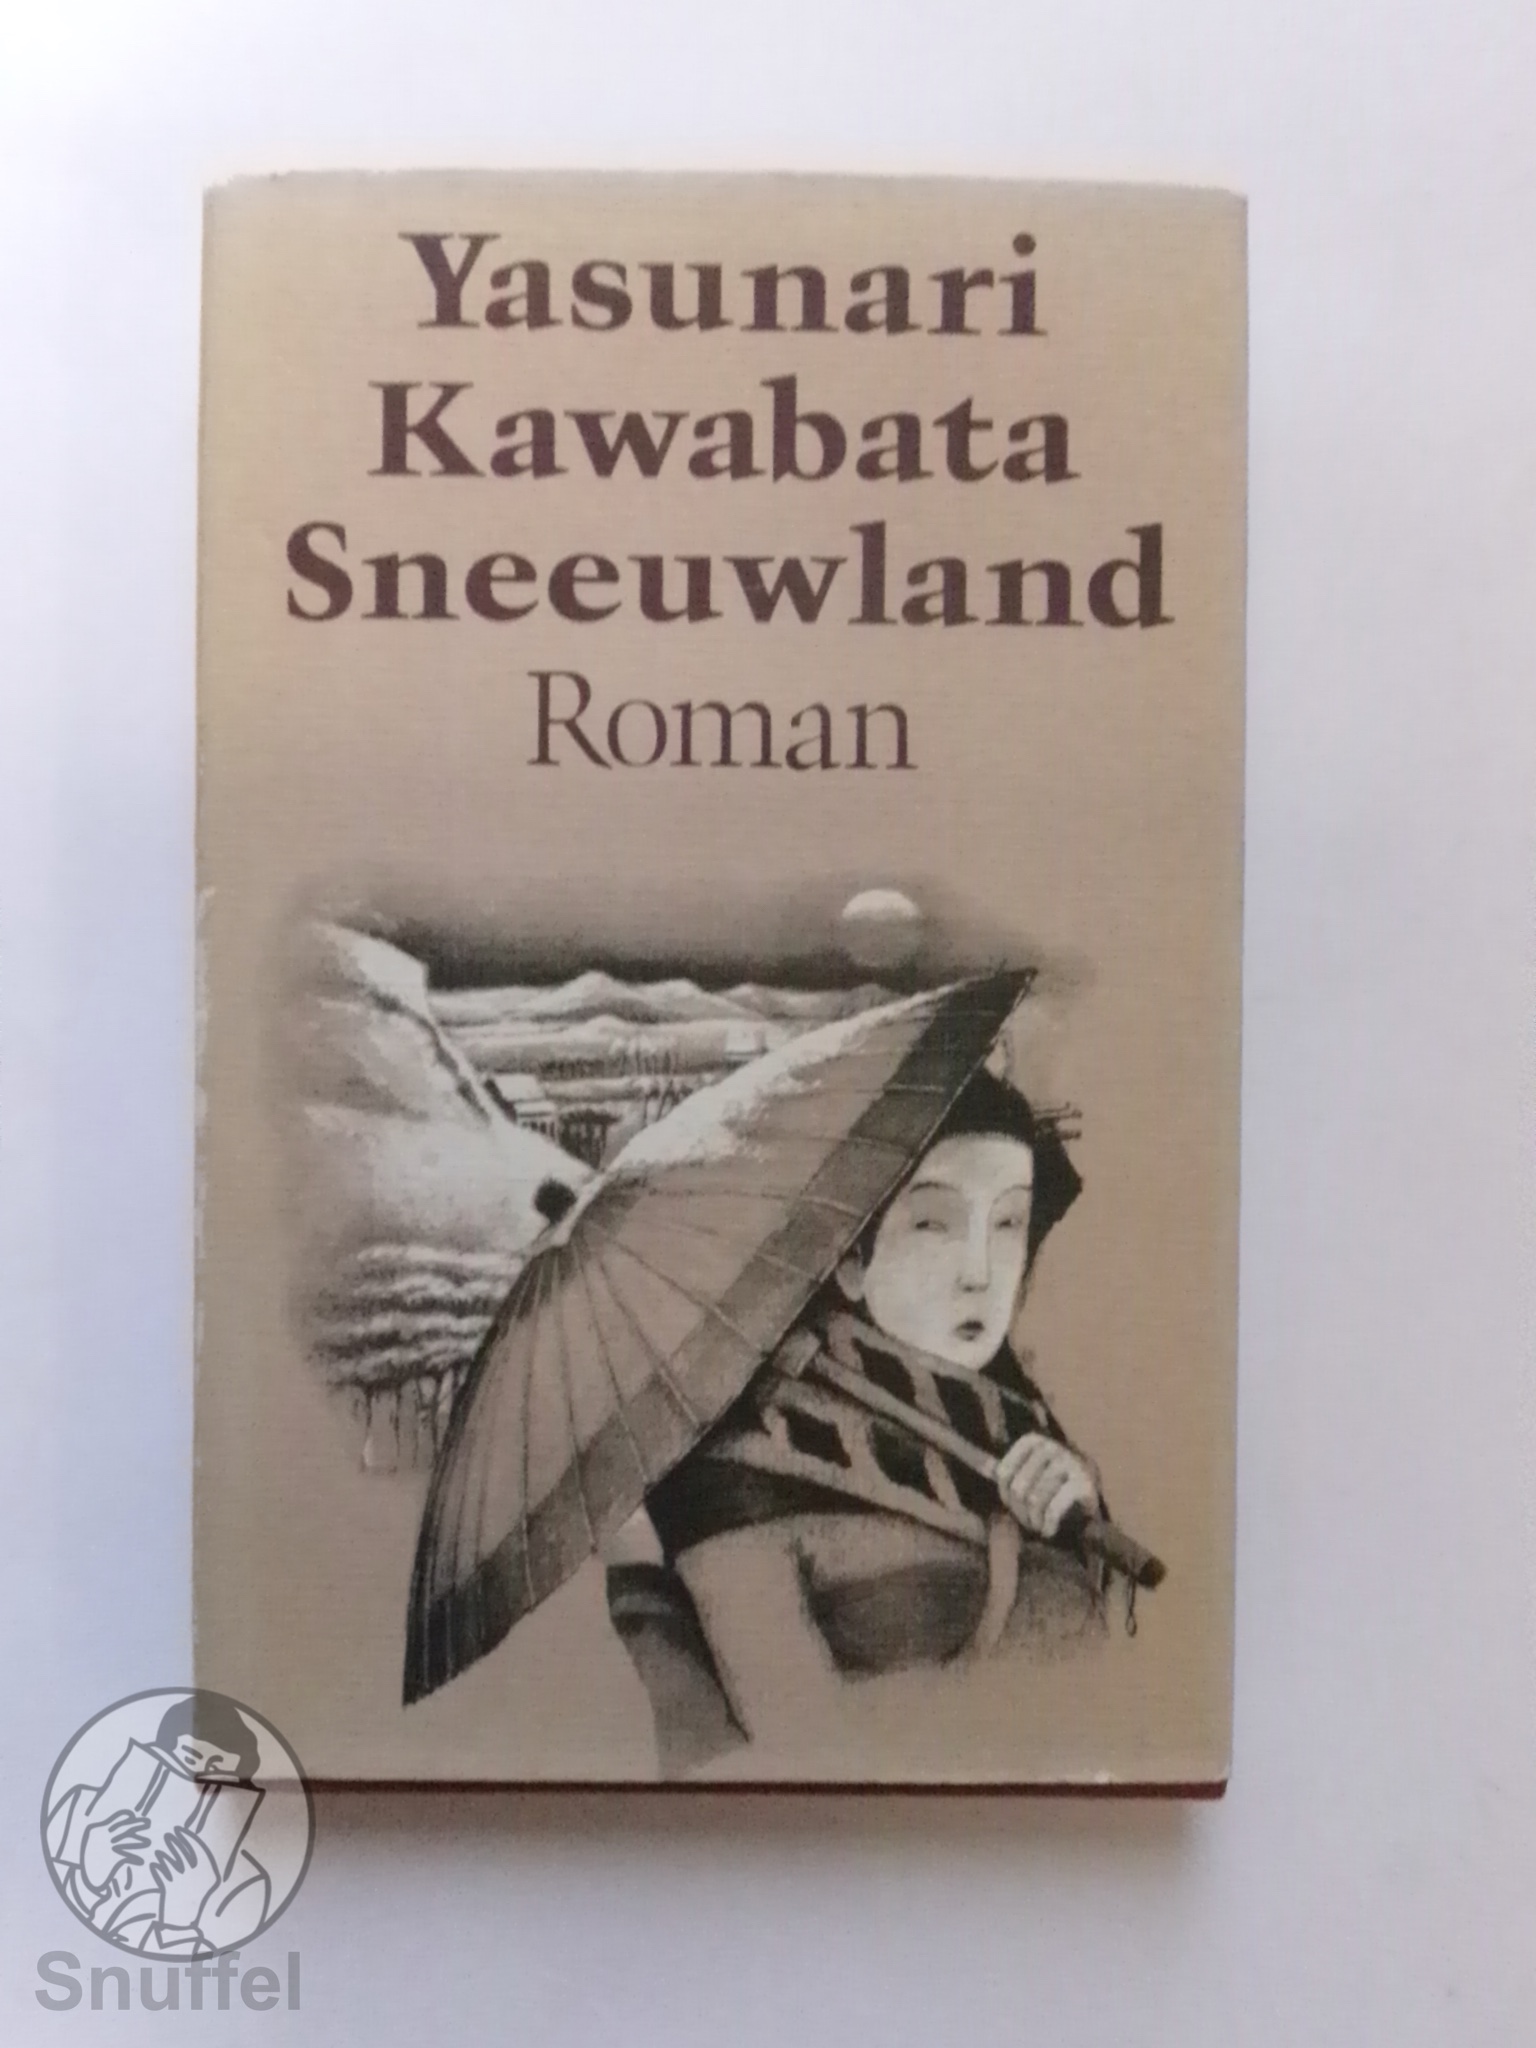 Yasunari
Kawabata
Sneeuwland
Roman
Snuffel